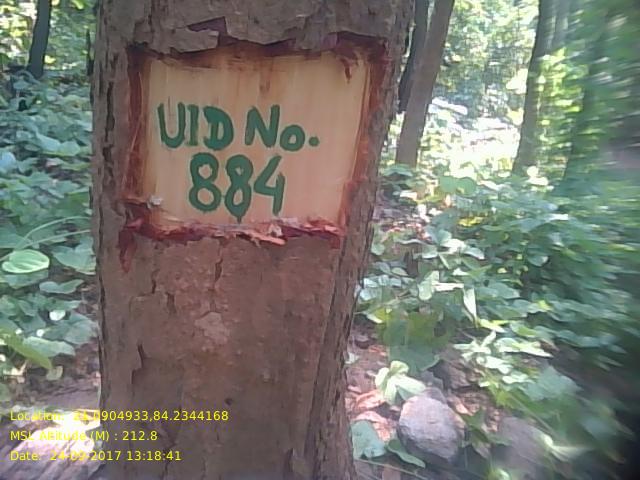 UID No.
884
Location: 21.0904933,84.2344168
MSL Altitude(M) : 212.8
Date: 24-09-2017 13:18:41